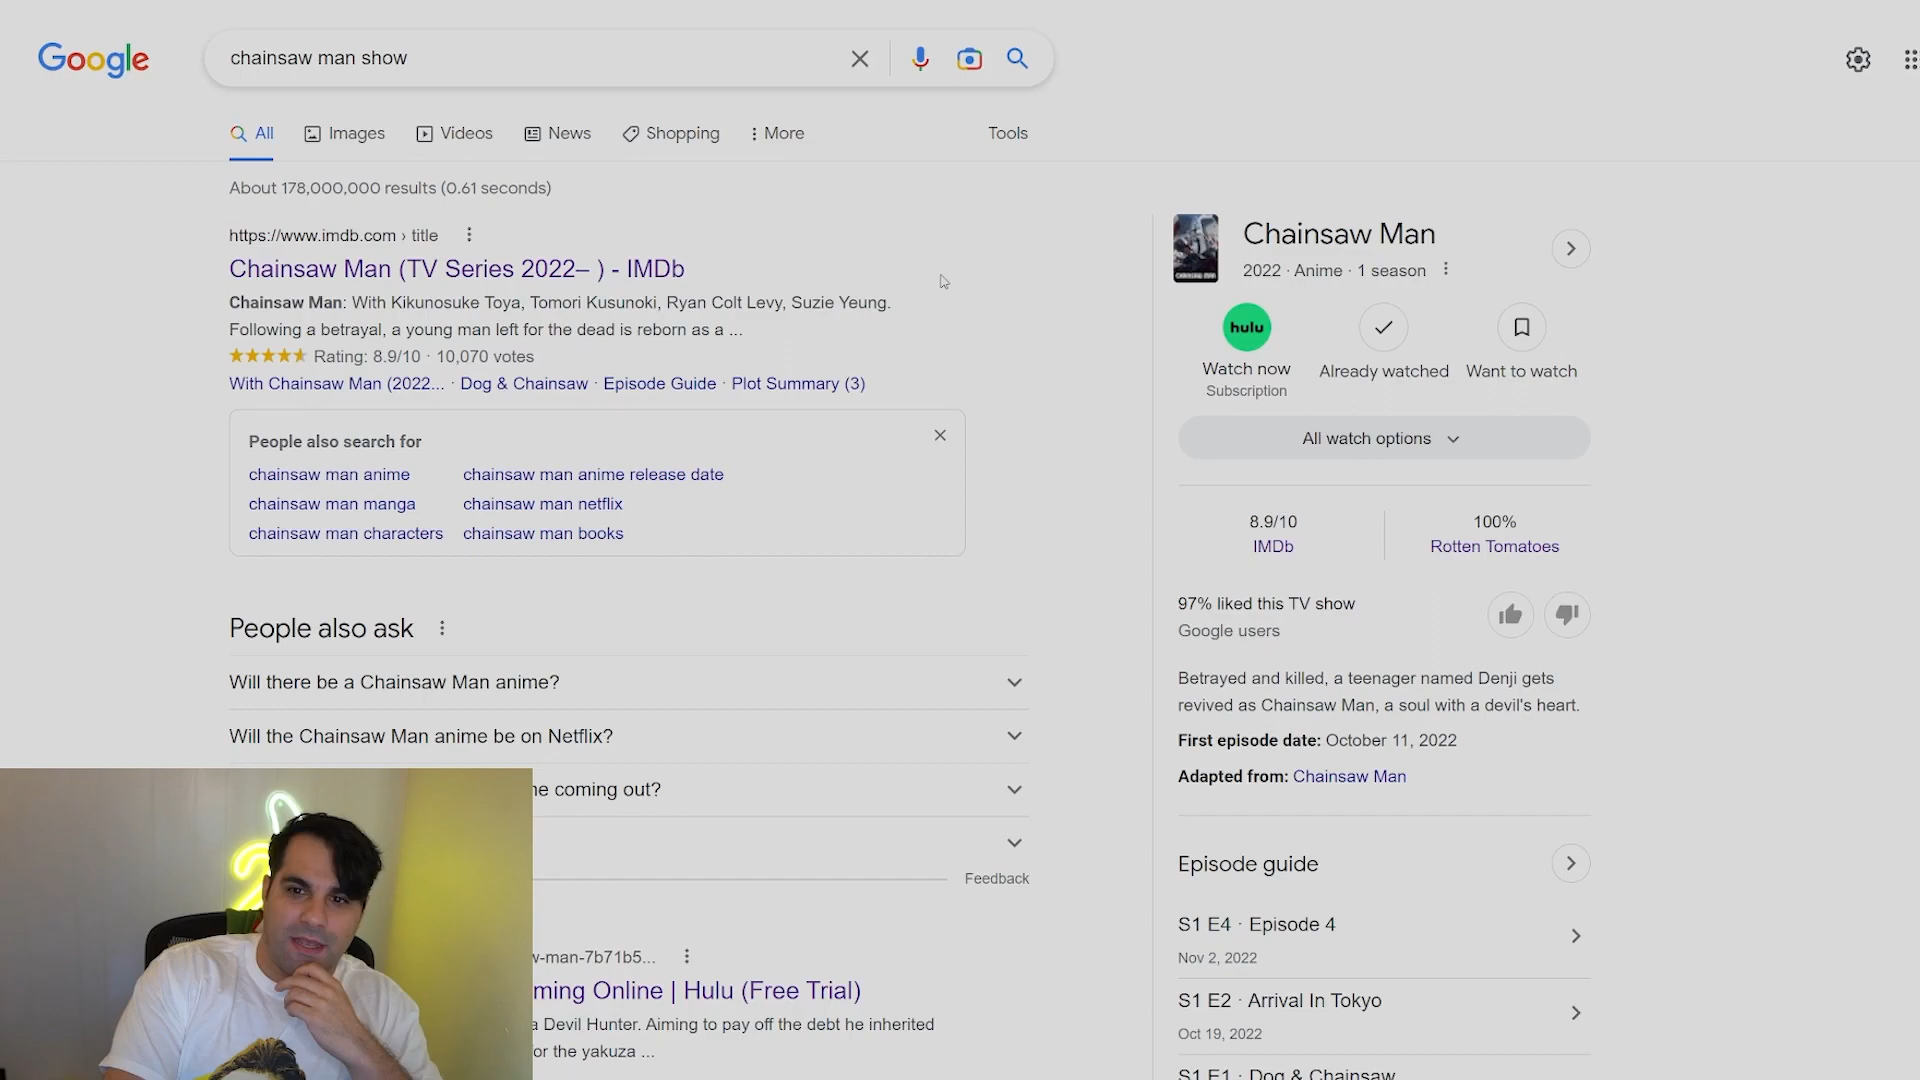 Google
chainsaw man show
All
Images
Videos
News
Shopping
More
Tools
About 178,000,000 results (0.61 seconds)
https://www.imdb.com › title
Chainsaw Man (TV Series 2022– ) - IMDb
Chainsaw Man: With Kikunosuke Toya, Tomori Kusunoki, Ryan Colt Levy, Suzie Yeung.
Following a betrayal, a young man left for the dead is reborn as a ...
Rating: 8.9/10 · 10,070 votes
With Chainsaw Man (2022... · Dog & Chainsaw · Episode Guide · Plot Summary (3)
People also search for
chainsaw man anime
chainsaw man anime release date
chainsaw man manga
chainsaw man netflix
chainsaw man characters
chainsaw man books
People also ask
Will there be a Chainsaw Man anime?
Will the Chainsaw Man anime be on Netflix?
ne coming out?
Feedback
w-man-7b71b5...
ming Online | Hulu (Free Trial)
a Devil Hunter. Aiming to pay off the debt he inherited
or the yakuza ...
Chainsaw Man
2022 · Anime · 1 season
hulu
Watch now
Subscription
Already watched
Want to watch
All watch options
8.9/10
IMDb
100%
Rotten Tomatoes
97% liked this TV show
Google users
Betrayed and killed, a teenager named Denji gets
revived as Chainsaw Man, a soul with a devil's heart.
First episode date: October 11, 2022
Adapted from: Chainsaw Man
Episode guide
S1 E4 · Episode 4
Nov 2, 2022
S1 E2 · Arrival In Tokyo
Oct 19, 2022
S1 E1 · Dog & Chainsaw